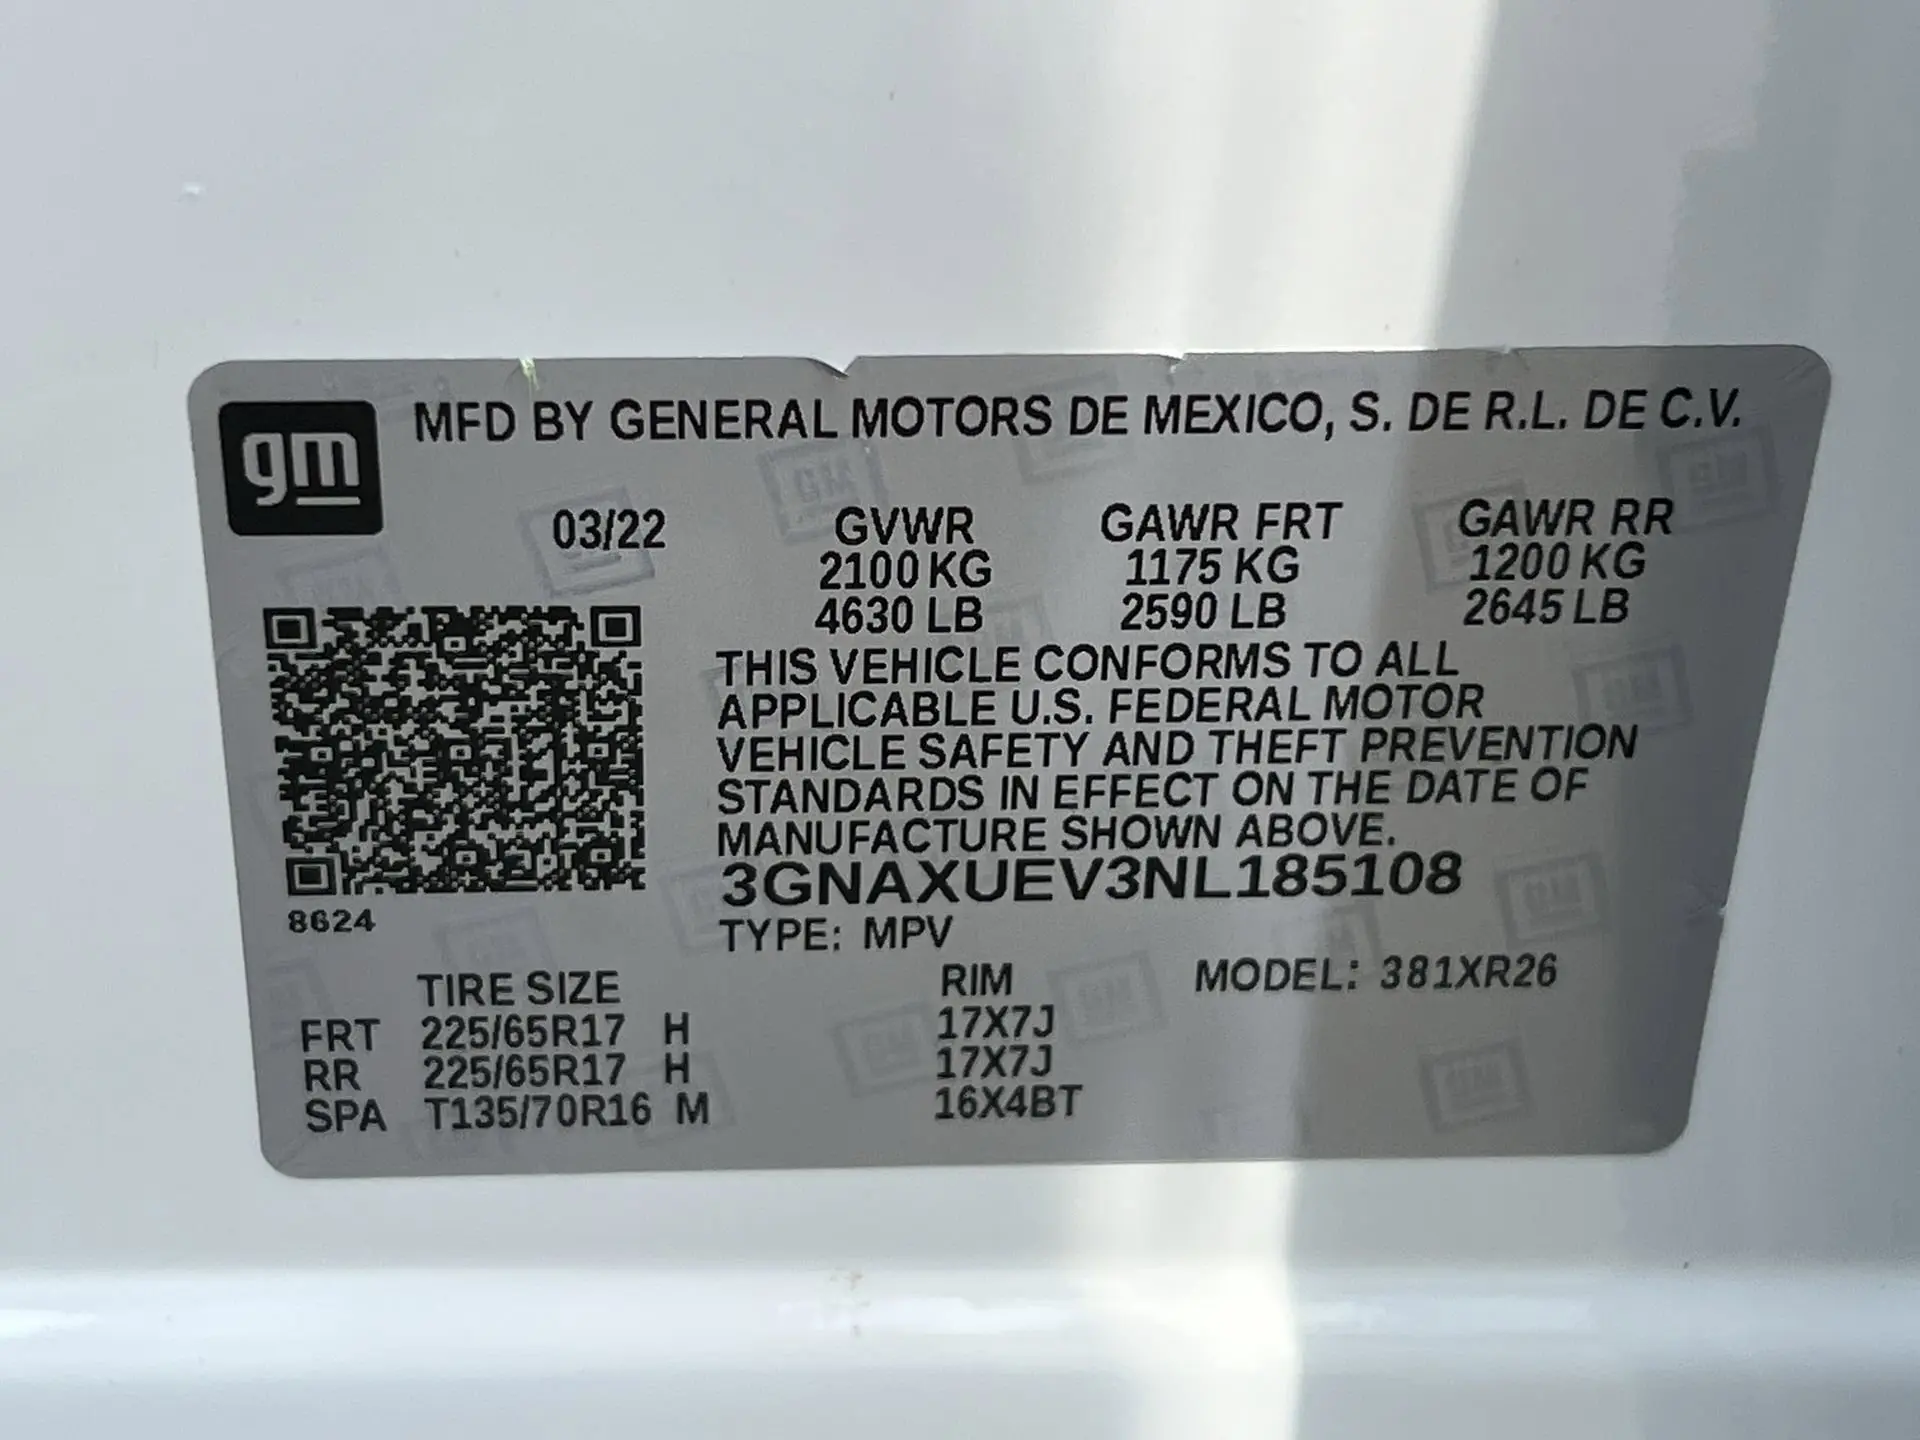 gm MFD BY GENERAL MOTORS DE MEXICO, S. DE R.L. DE C.V.
03/22 GVWR GAWR FRT GAWR RR
2100 KG 1175 KG 1200 KG
4630 LB 2590 LB 2645 LB
THIS VEHICLE CONFORMS TO ALL
APPLICABLE U.S. FEDERAL MOTOR
VEHICLE SAFETY AND THEFT PREVENTION
STANDARDS IN EFFECT ON THE DATE OF
MANUFACTURE SHOWN ABOVE.
3GNAXUEV3NL185108
8624
TYPE: MPV
TIRE SIZE RIM MODEL: 381XR26
FRT 225/65R17 H 17X7J
RR 225/65R17 H 17X7J
SPA T135/70R16 M 16X4BT